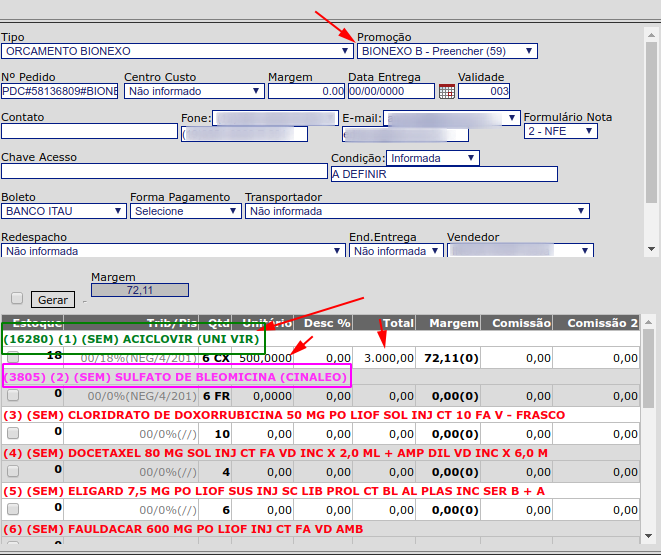 Tipo Promoção
ORCAMENTO BIONEXO BIONEXO B - Preencher (59)
Nº Pedido Centro Custo Margem Data Entrega Validade
PDC#58136809#BIONE Não informado 0.00 00/00/0000 003
Contato Fone: E-mail: Formulário Nota
2 - NFE
Chave Acesso Condição: Informada
A DEFINIR
Boleto Forma Pagamento Transportador
BANCO ITAU Selecione Não informada
Redespacho End.Entrega Vendedor
Não informada Não informado
Margem
Gerar - 72,11
Estoque Trib/Pis Qtd Unitário Desc % Total Margem Comissão Comissão 2
(16280) (1) (SEM) ACICLOVIR (UNI VIR)
18 00/18%(NEG/4/201) 6 CX 500,0000 0,00 3.000,00 72,11(0) 0,00 0,00
(3805) (2) (SEM) SULFATO DE BLEOMICINA (CINALEO)
0 00/0%(NEG/4/201) 6 FR 0,0000 0,00 0,00 0,00(0) 0,00 0,00
(3) (SEM) CLORIDRATO DE DOXORRUBICINA 50 MG PO LIOF SOL INJ CT 10 FA V - FRASCO
0 00/0%(//) 10 0,00 0,00 0,00 0,00(0) 0,00 0,00
(4) (SEM) DOCETAXEL 80 MG SOL INJ CT FA VD INC X 2,0 ML + AMP DIL VD INC X 6,0 M
0 00/0%(//) 4 0,00 0,00 0,00 0,00(0) 0,00 0,00
(5) (SEM) ELIGARD 7,5 MG PO LIOF SUS INJ SC LIB PROL CT BL AL PLAS INC SER B + A
0 00/0%(//) 6 0,00 0,00 0,00 0,00(0) 0,00 0,00
(6) (SEM) FAULDACAR 600 MG PO LIOF INJ CT FA VD AMB